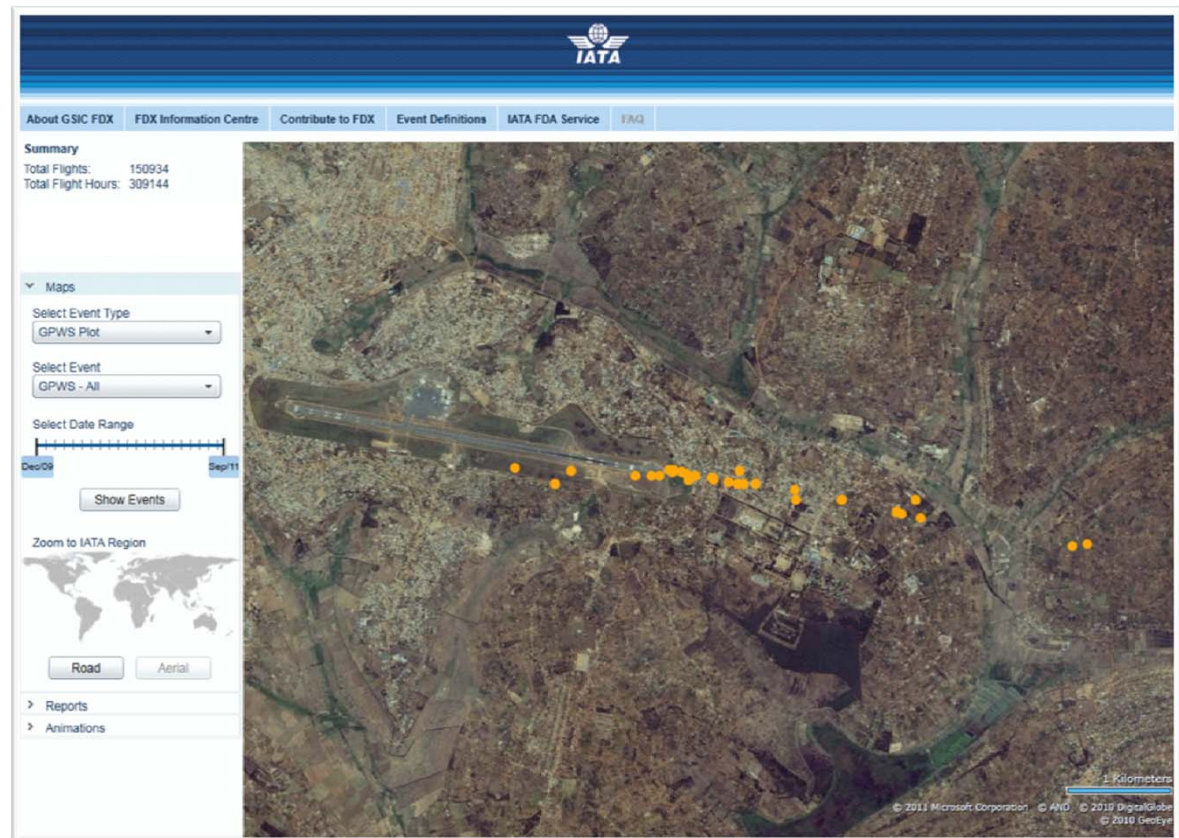 IATA
About GSIC FDX FDX Information Centre Contribute to FDX Event Definitions IATA FDA Service FAQ
Summary
Total Flights: 150934
Total Flight Hours: 309144
Maps
Select Event Type
GPWS Plot
Select Event
GPWS - All
Select Date Range
Dec/09 Sep/11
Show Events
Zoom to IATA Region
Road Aerial
Reports
Animations
1 Kilometers
© 2011 Microsoft Corporation © AND © 2010 DigitalGlobe
© 2010 GeoEye